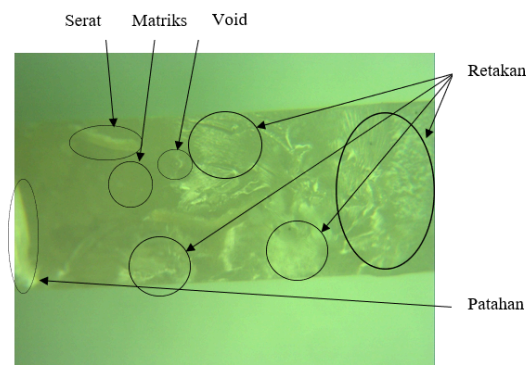 Serat
Matriks
Void
Retakan
Patahan